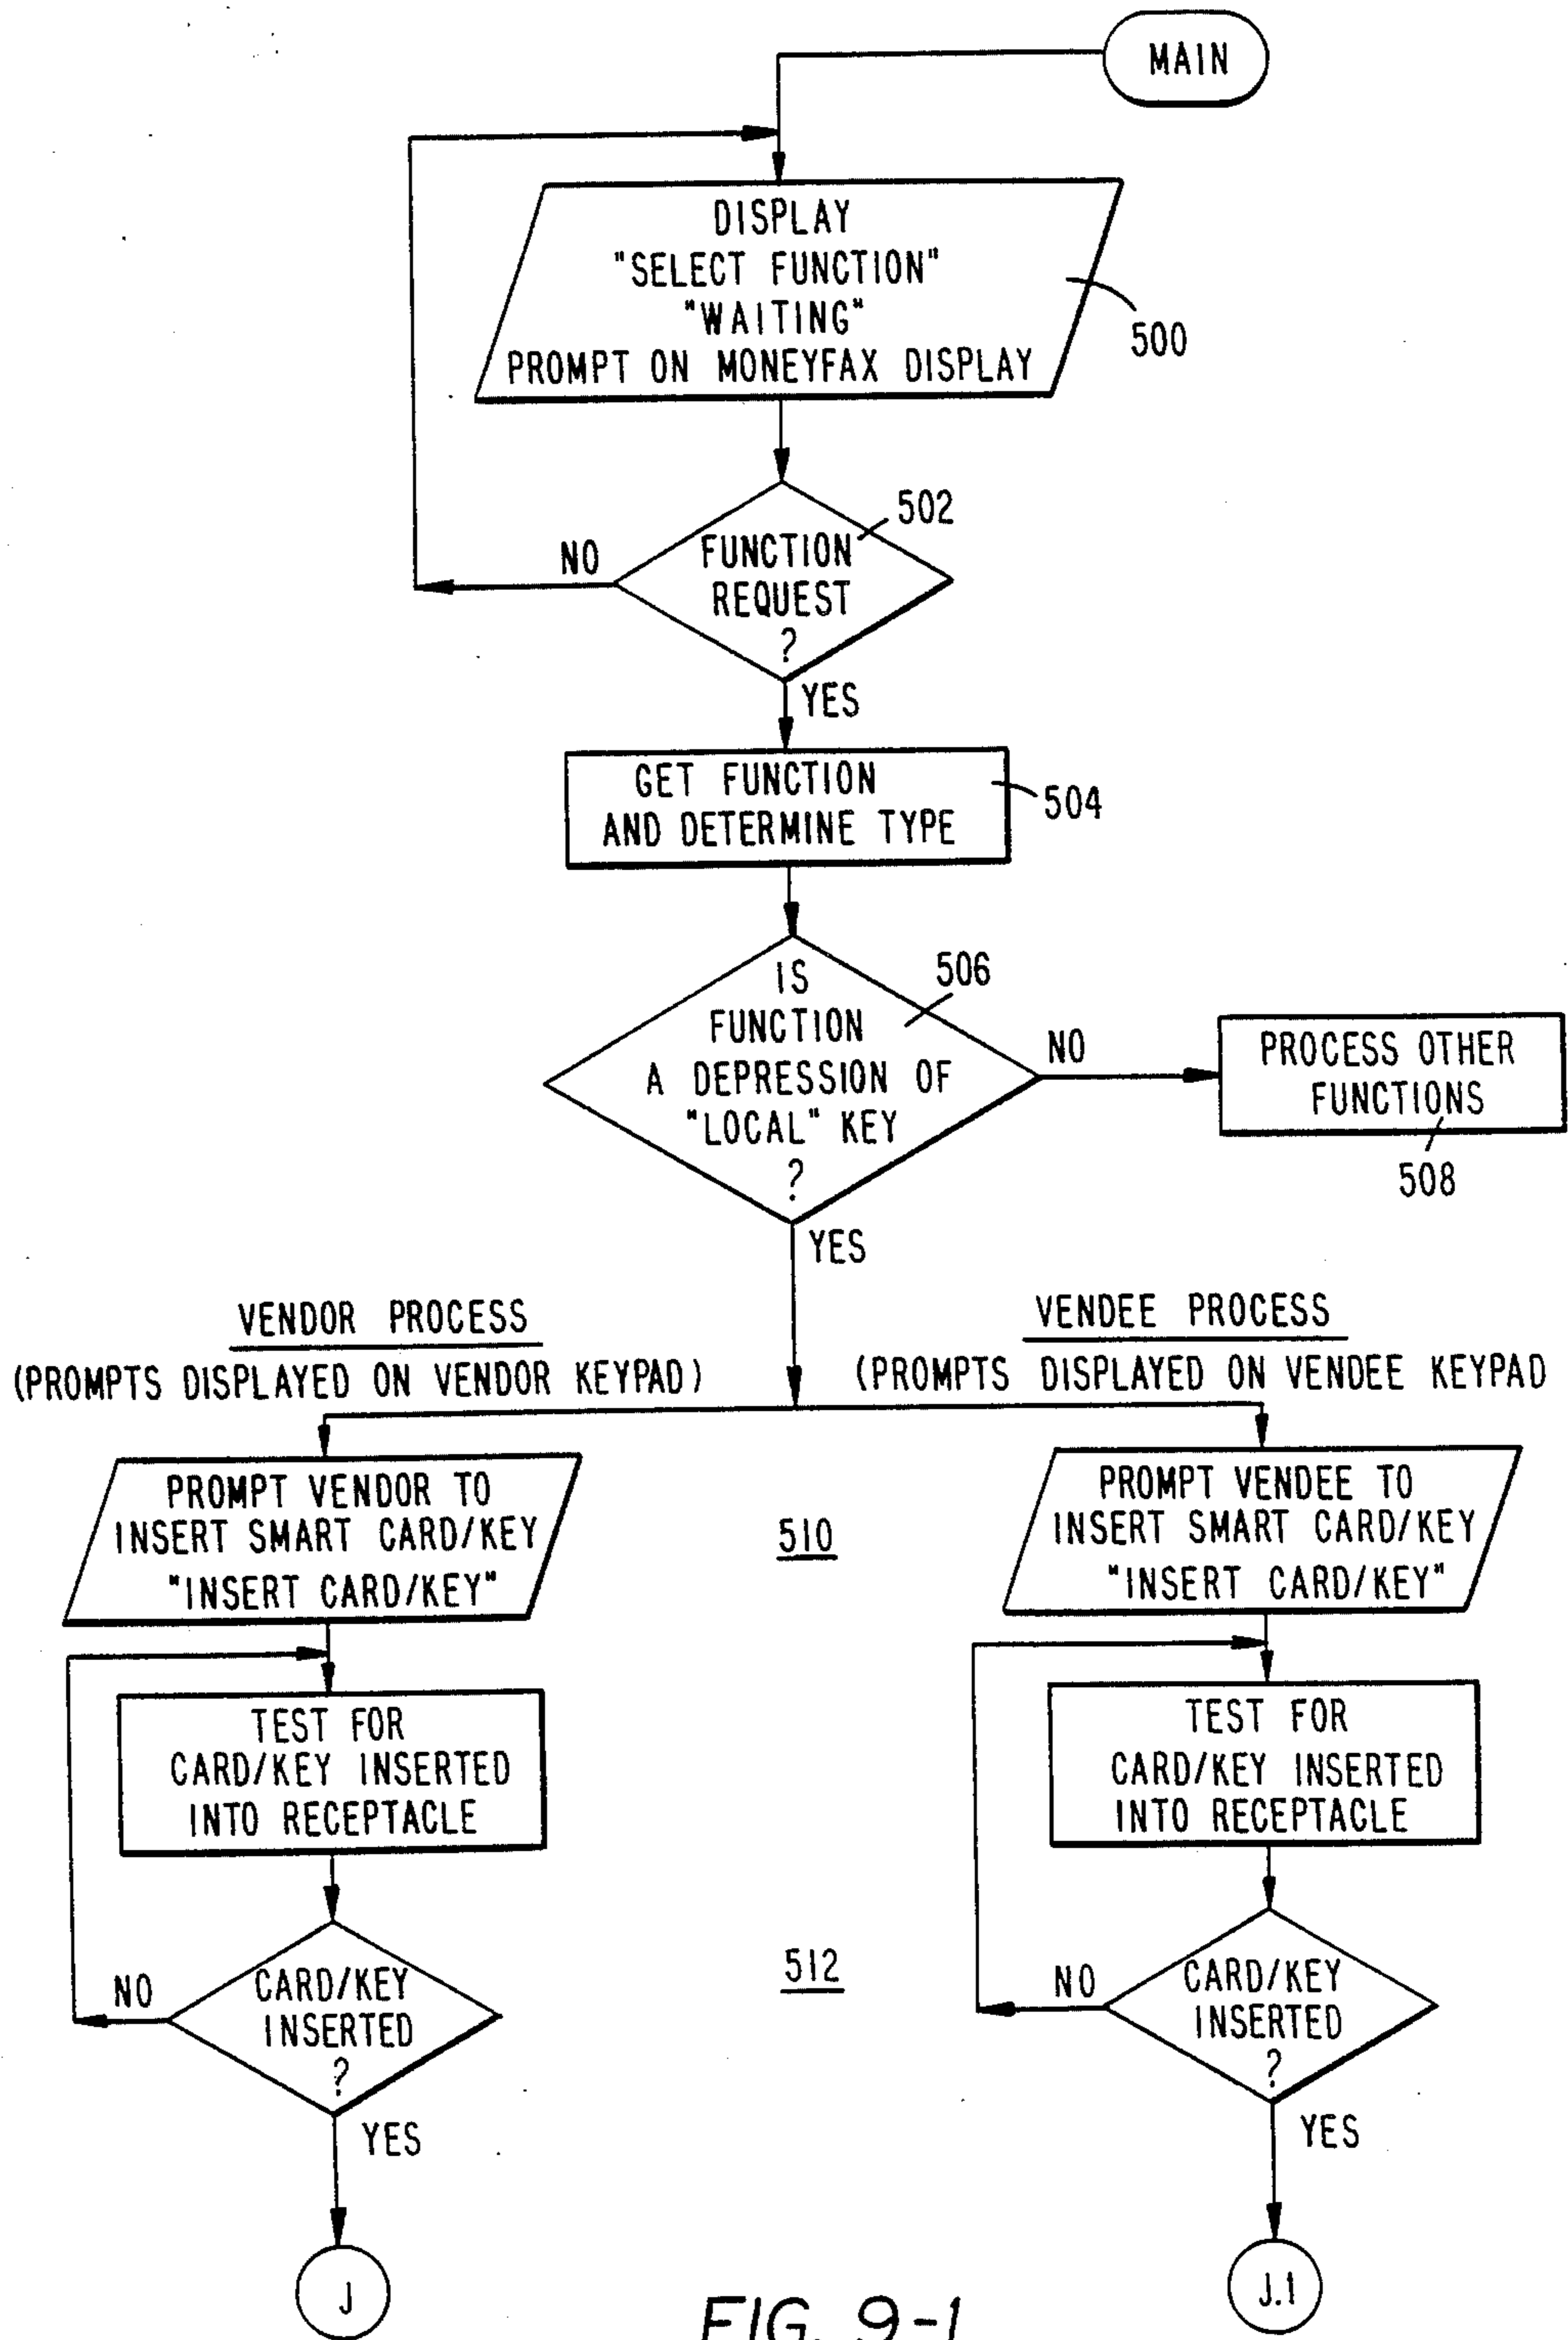 MAIN
DISPLAY
"SELECT FUNCTION"
"WAITING"
PROMPT ON MONEYFAX DISPLAY
500
502
FUNCTION
REQUEST
?
NO
YES
GET FUNCTION
AND DETERMINE TYPE
504
506
IS
FUNCTION
A DEPRESSION OF
"LOCAL" KEY
?
NO
PROCESS OTHER
FUNCTIONS
508
YES
VENDOR PROCESS
(PROMPTS DISPLAYED ON VENDOR KEYPAD)
VENDEE PROCESS
(PROMPTS DISPLAYED ON VENDEE KEYPAD
PROMPT VENDOR TO
INSERT SMART CARD/KEY
"INSERT CARD/KEY"
510
PROMPT VENDEE TO
INSERT SMART CARD/KEY
"INSERT CARD/KEY"
TEST FOR
CARD/KEY INSERTED
INTO RECEPTACLE
TEST FOR
CARD/KEY INSERTED
INTO RECEPTACLE
NO
CARD/KEY
INSERTED
?
YES
512
NO
CARD/KEY
INSERTED
?
YES
J
J.1
FIG. 9-1